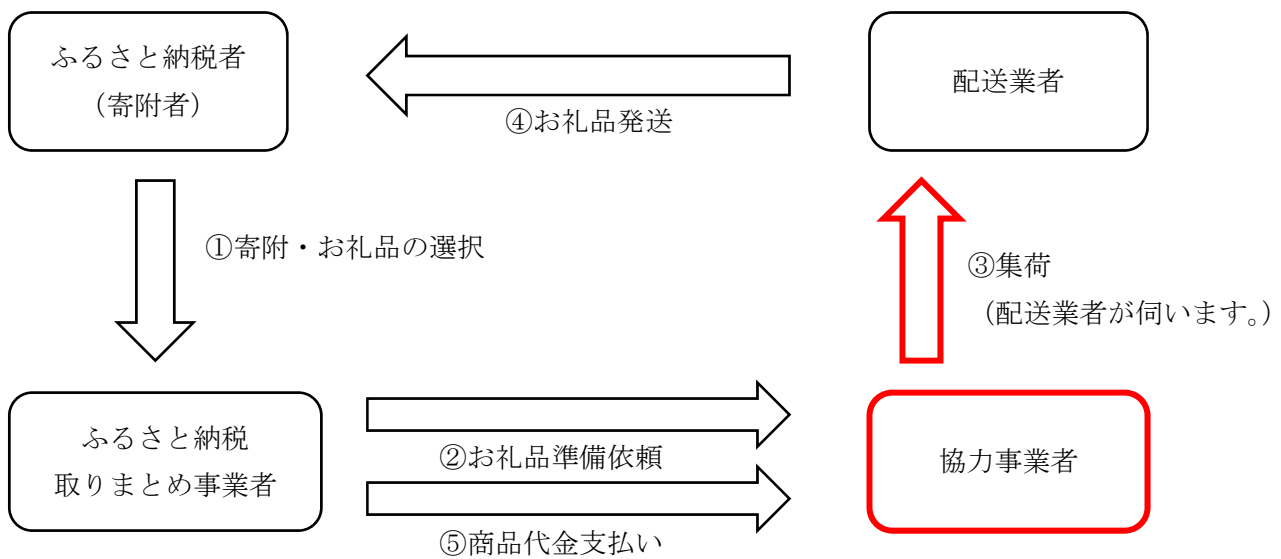 ふるさと納税者
（寄附者）
配送業者
④お礼品発送
①寄附・お礼品の選択
③集荷
（配送業者が伺います。）
ふるさと納税
取りまとめ事業者
②お礼品準備依頼
協力事業者
⑤商品代金支払い